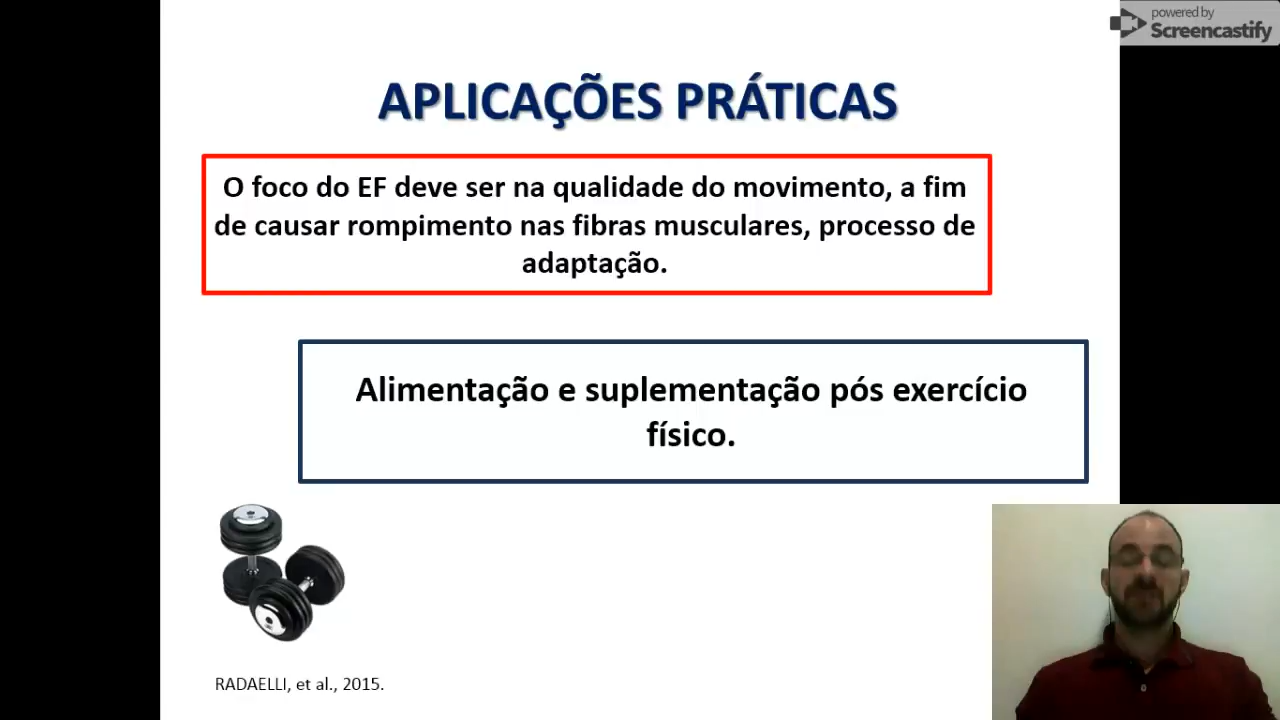 powered by
Screencastify
APLICAÇÕES PRÁTICAS
O foco do EF deve ser na qualidade do movimento, a fim
de causar rompimento nas fibras musculares, processo de
adaptação.
Alimentação e suplementação pós exercício
físico.
RADAELLI, et al., 2015.